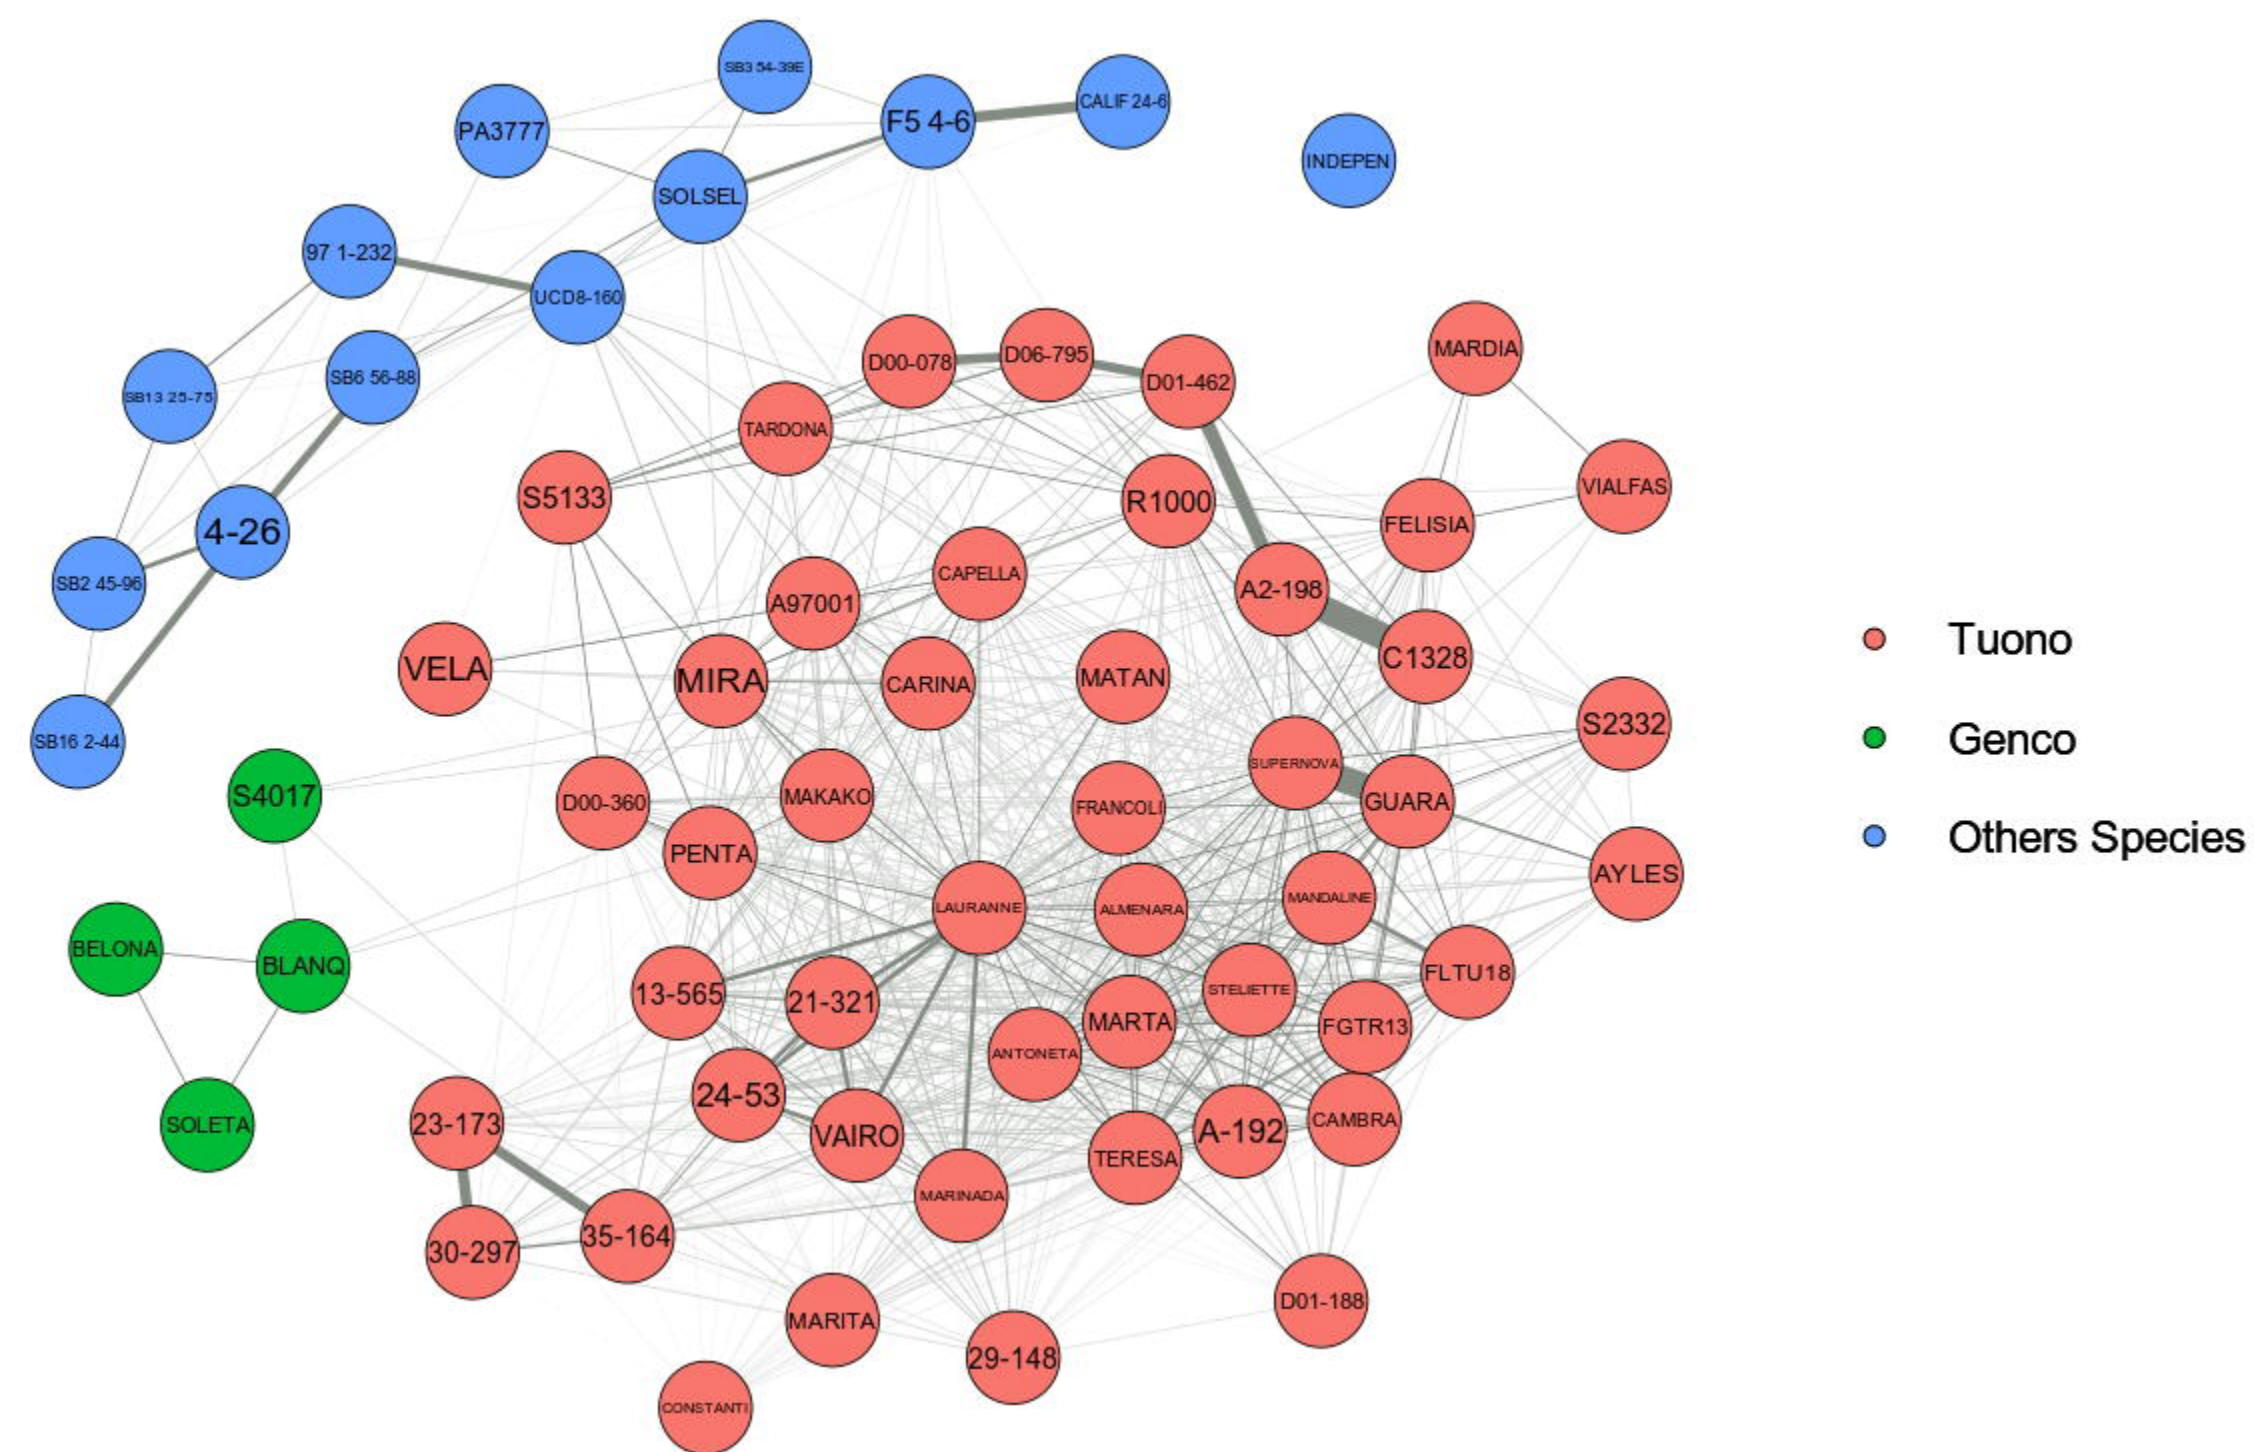 SB3 54-39E
CALIF 24-6
F5 4-6
PA3777
INDEPEN
SOLSEL
97 1-232
UCD8-160
MARDIA
D06-795
D00-078
SB6 56-88
D01-462
SB13 25-75
TARDONA
VIALFAS
S5133
R1000
FELISIA
4-26
CAPELLA
SB2 45-96
A2-198
A97001
Tuono
C1328
VELA
MATAN
MIRA
CARINA
S2332
Genco
SB16 2-44
SUPERNOVA
S4017
MAKAKO
GUARA
D00-360
FRANCOLI
Others Species
PENTA
AYLES
MANDALINE
LAURANNE
ALMENARA
BELONA
BLANQ
FLTU18
STELIETTE
13-565
21-321
MARTA
FGTR13
ANTONETA
24-53
CAMBRA
23-173
SOLETA
A-192
VAIRO
TERESA
MARINADA
35-164
30-297
D01-188
MARITA
29-148
CONSTANTI